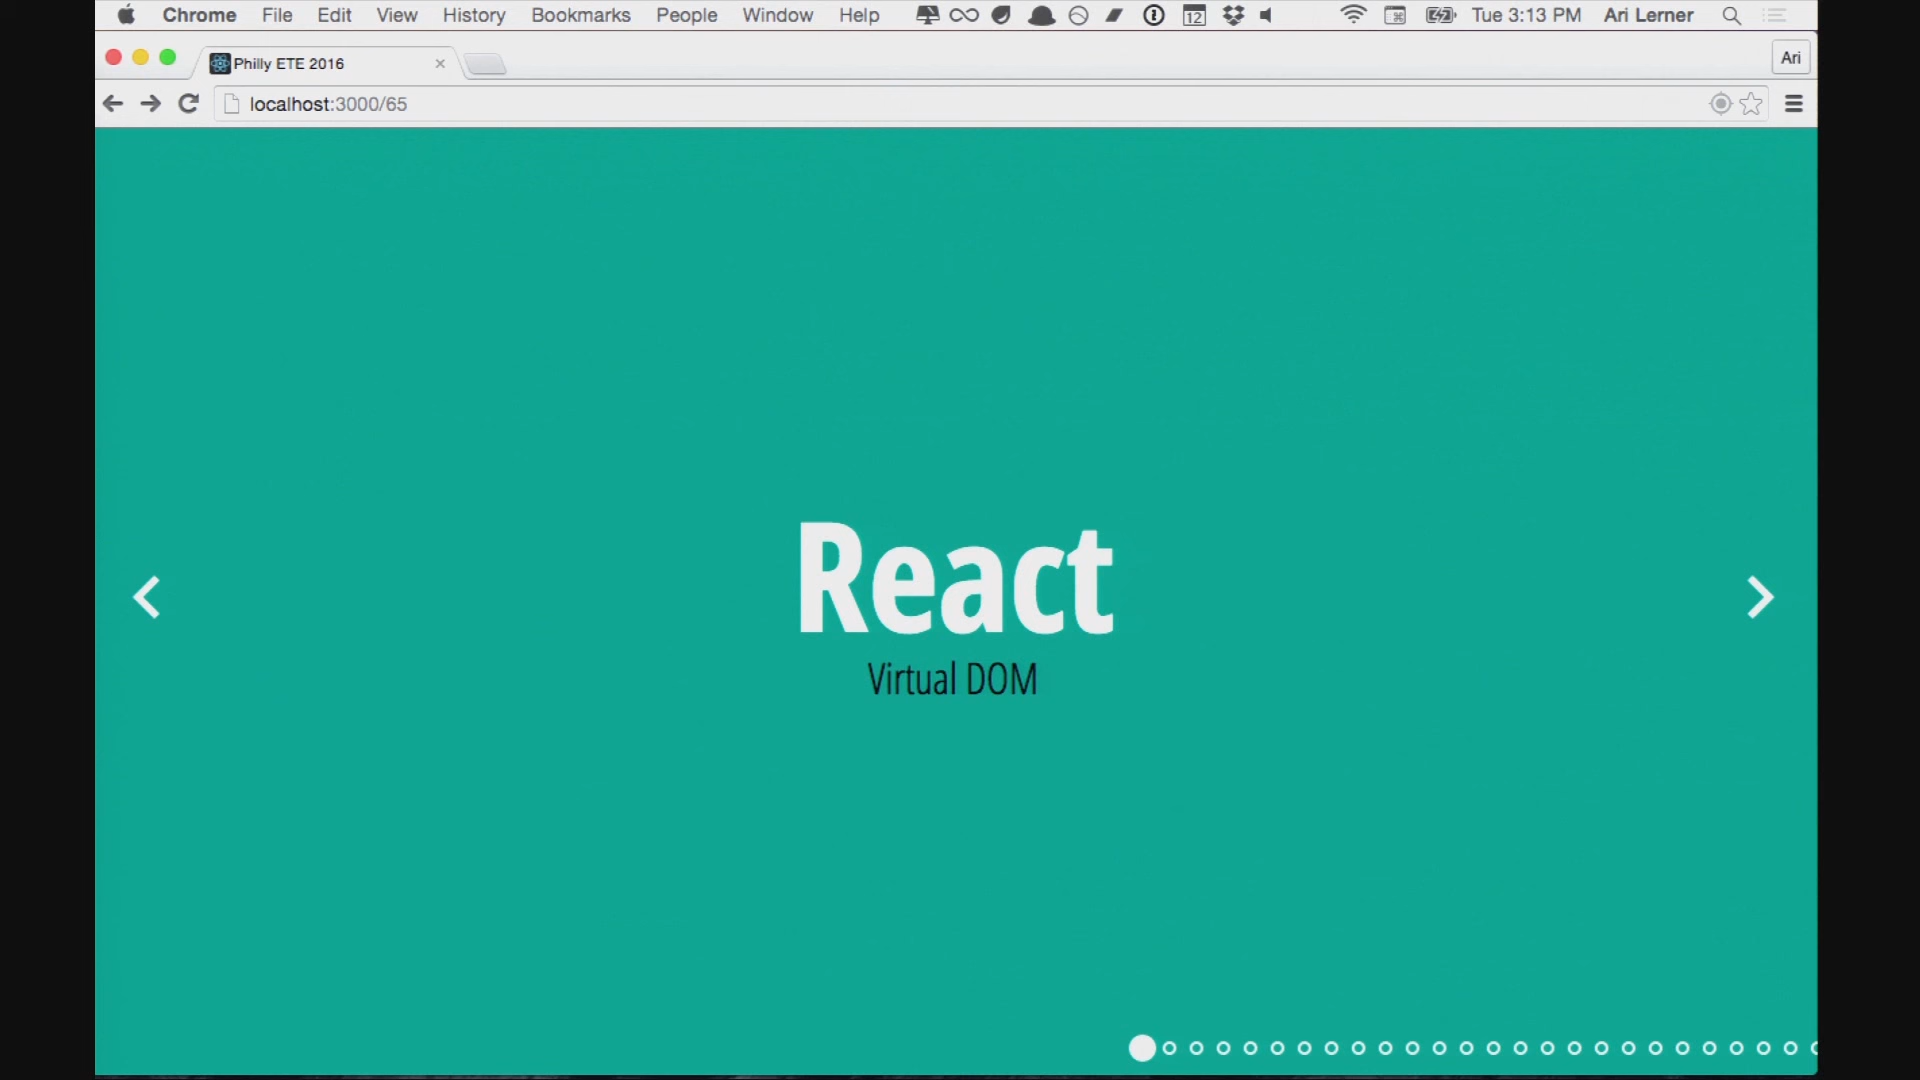 Chrome File Edit View History Bookmarks People Window Help 12 Tue 3:13 PM Ari Lerner
Philly ETE 2016
Ari
localhost:3000/65
React
Virtual DOM